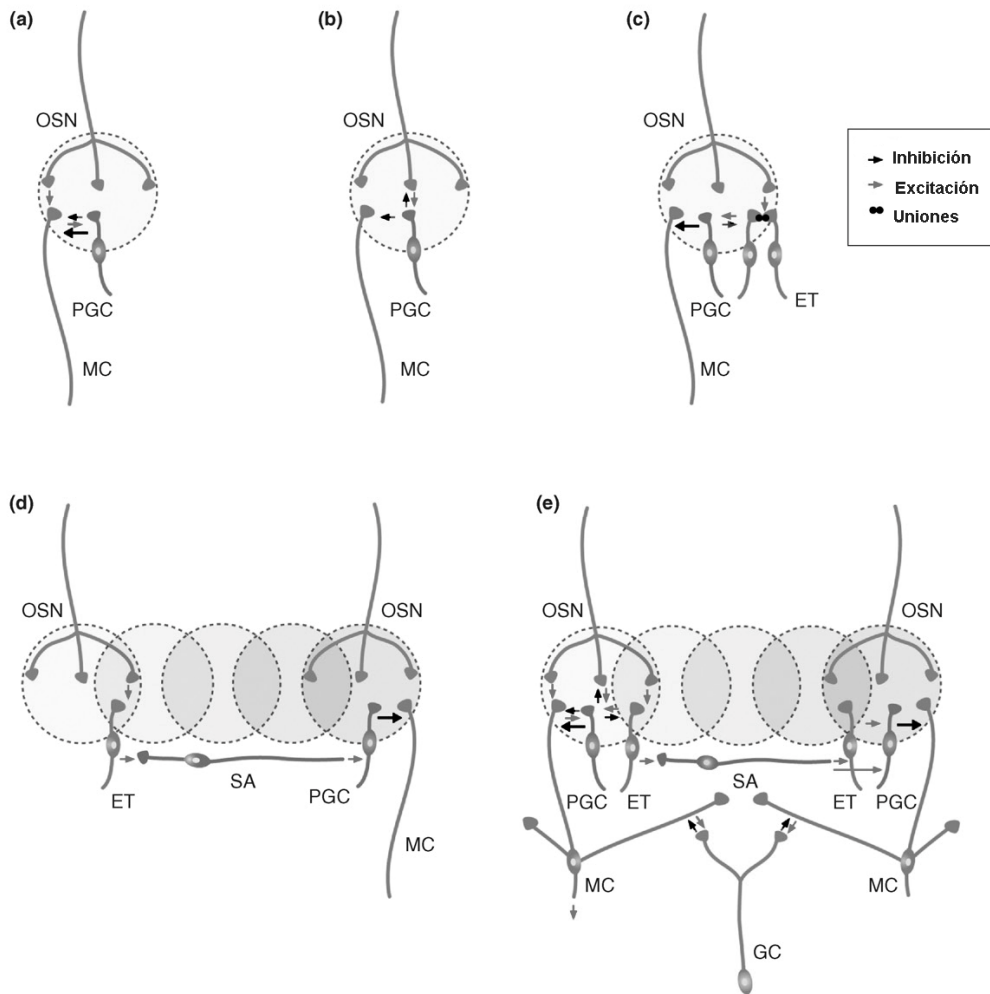 (a)
(b)
(c)
OSN
OSN
OSN
Inhibición
Excitación
Uniones
PGC
PGC
PGC
ET
MC
MC
MC
(d)
(e)
OSN
OSN
OSN
OSN
ET
SA
PGC
MC
PGC
ET
SA
ET
PGC
MC
MC
GC